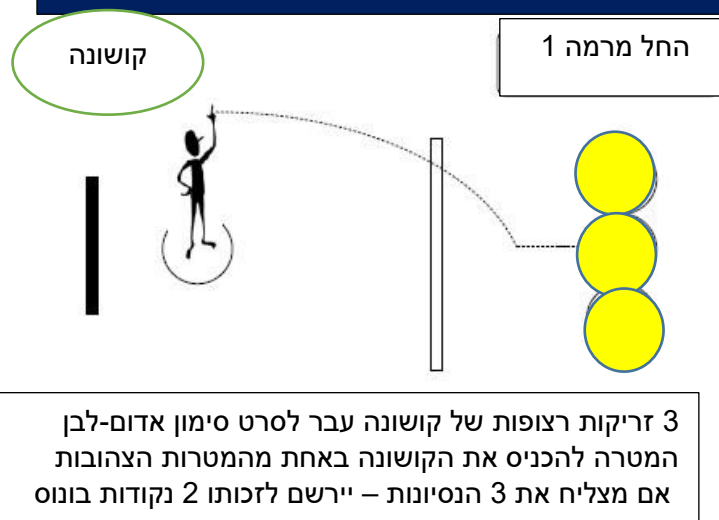 קושונה
החל מרמה 1
3 זריקות רצופות של קושונה עבר לסרט סימון אדום-לבן
המטרה להכניס את הקושונה באחת מהמטרות הצהובות
אם מצליח את 3 הנסיונות – יירשם לזכותו 2 נקודות בונוס